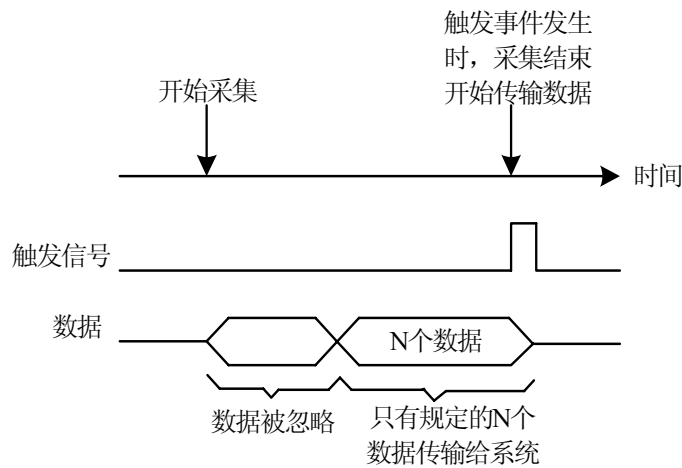 触发事件发生
时，采集结束
开始传输数据
开始采集
时间
触发信号
数据
N个数据
数据被忽略
只有规定的N个
数据传输给系统